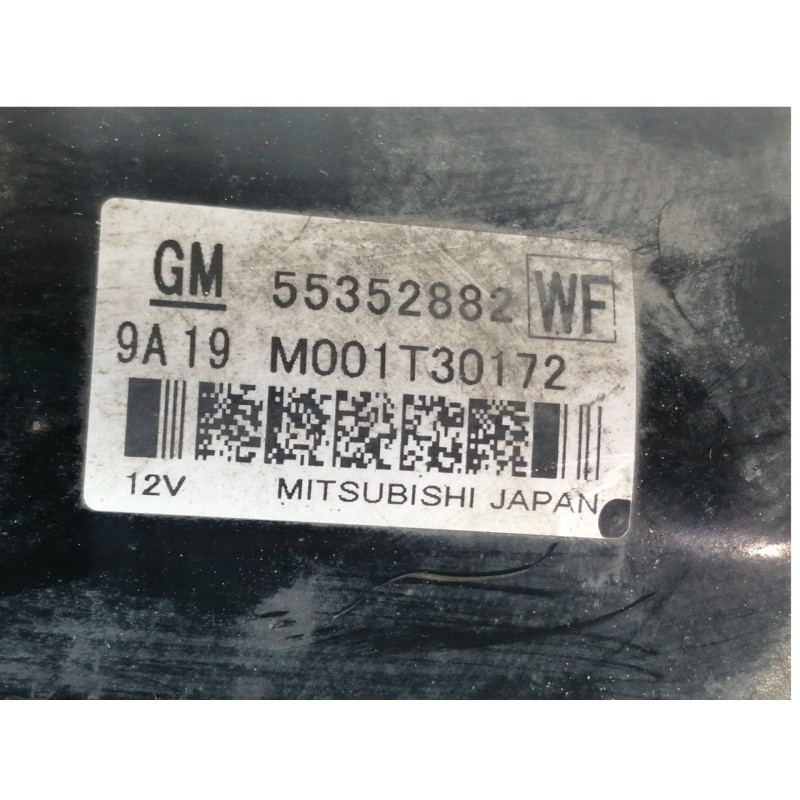 GM 55352882 WF
9A19 M001T30172
12V MITSUBISHI JAPAN